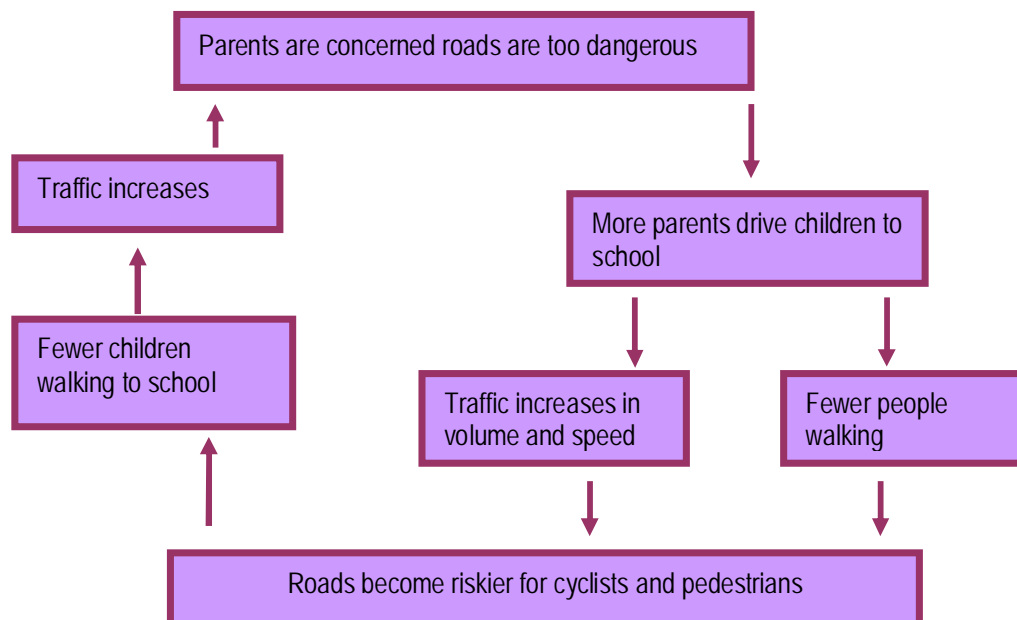 Parents are concerned roads are too dangerous
Traffic increases
More parents drive children to
school
Fewer children
walking to school
Traffic increases in
volume and speed
Fewer people
walking
Roads become riskier for cyclists and pedestrians